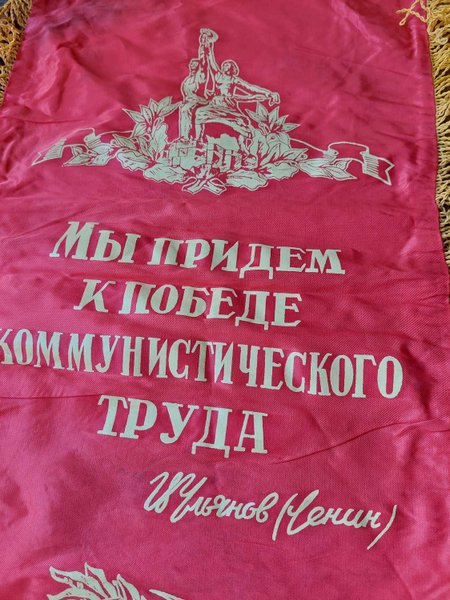 Мы придем
к победе
коммунистического
труда
В Ульянов (Ленин)